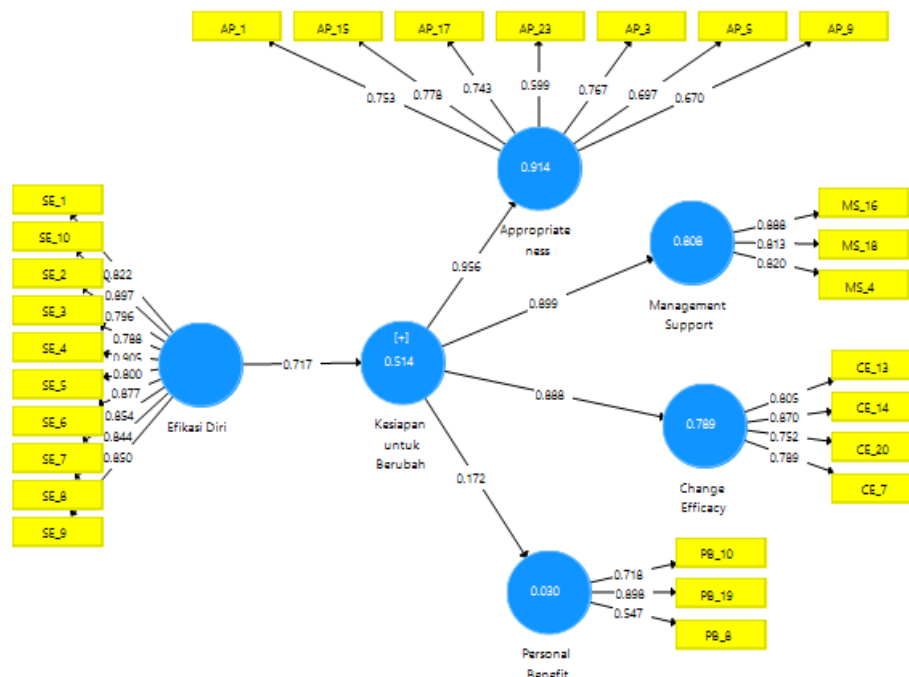 AP_1 AP_15 AP_17 AP_23 AP_3 AP_5 AP_9
0.753 0.778 0.743 0.599 0.767 0.697 0.670
0.914
Appropriate
ness
SE_1
SE_10
SE_2
SE_3
SE_4
SE_5
SE_6
SE_7
SE_8
SE_9
0.822
0.897
0.796
0.788
0.905
0.800
0.877
0.854
0.844
0.850
Efikasi Diri
0.717
[+]
0.514
Kesiapan
untuk
Berubah
0.956
0.899
0.888
0.172
0.808
Management
Support
0.888
0.813
0.820
MS_16
MS_18
MS_4
0.789
Change
Efficacy
0.805
0.870
0.752
0.789
CE_13
CE_14
CE_20
CE_7
0.030
Personal
Benefit
0.718
0.898
0.547
PB_10
PB_19
PB_8